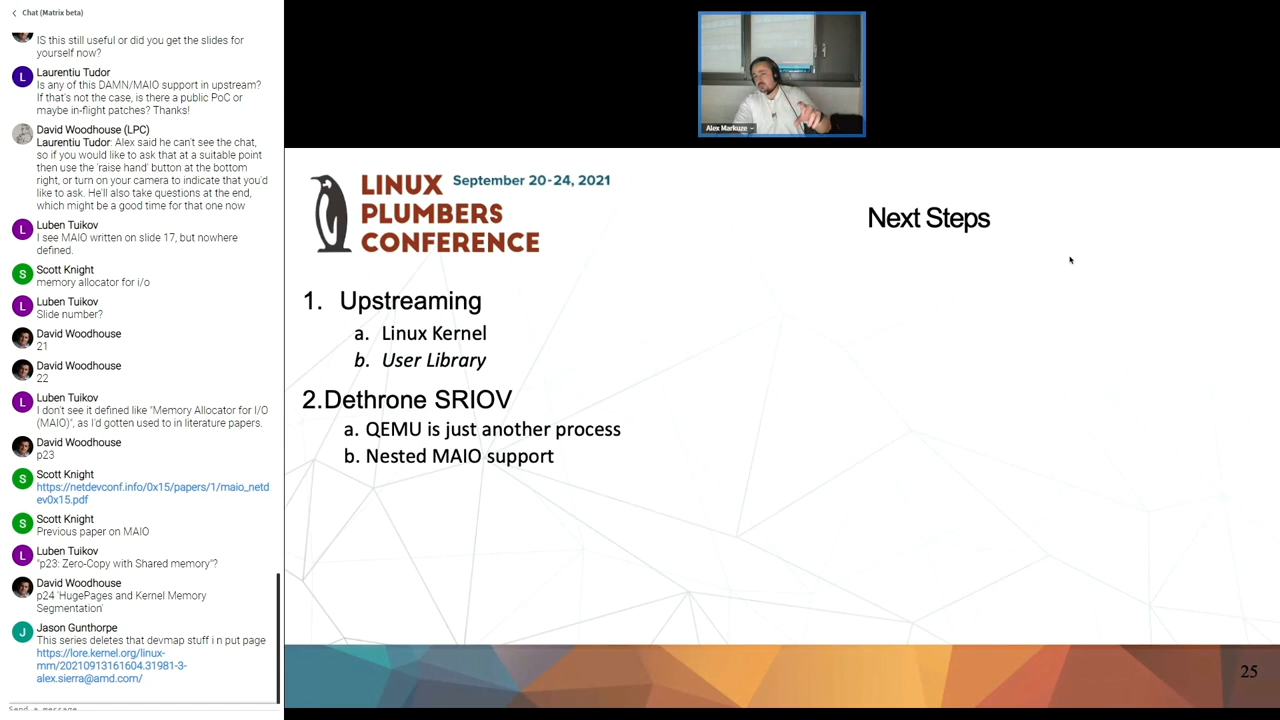 Chat (Matrix beta)
IS this still useful or did you get the slides for
yourself now?
L
Laurentiu Tudor
Is any of this DAMN/MAIO support in upstream?
If that's not the case, is there a public PoC or
maybe in-flight patches? Thanks!
David Woodhouse (LPC)
Laurentiu Tudor: Alex said he can't see the chat,
so if you would like to ask that at a suitable point
then use the 'raise hand' button at the bottom
right, or turn on your camera to indicate that you'd
like to ask. He'll also take questions at the end,
which might be a good time for that one now
L
Luben Tuikov
I see MAIO written on slide 17, but nowhere
defined.
S
Scott Knight
memory allocator for i/o
L
Luben Tuikov
Slide number?
David Woodhouse
21
David Woodhouse
22
L
Luben Tuikov
I don't see it defined like "Memory Allocator for I/O
(MAIO)", as I'd gotten used to in literature papers.
David Woodhouse
p23
S
Scott Knight
https://netdevconf.info/0x15/papers/1/maio_netd
ev0x15.pdf
S
Scott Knight
Previous paper on MAIO
L
Luben Tuikov
"p23: Zero-Copy with Shared memory"?
David Woodhouse
p24 'HugePages and Kernel Memory
Segmentation'
J
Jason Gunthorpe
This series deletes that devmap stuff i n put page
https://lore.kernel.org/linux-
mm/20210913161604.31981-3-
alex.sierra@amd.com/
Send a message
Alex Markuze
LINUX
PLUMBERS
CONFERENCE
September 20-24, 2021
Next Steps
1. Upstreaming
a. Linux Kernel
b. User Library
2.Dethrone SRIOV
a. QEMU is just another process
b. Nested MAIO support
25